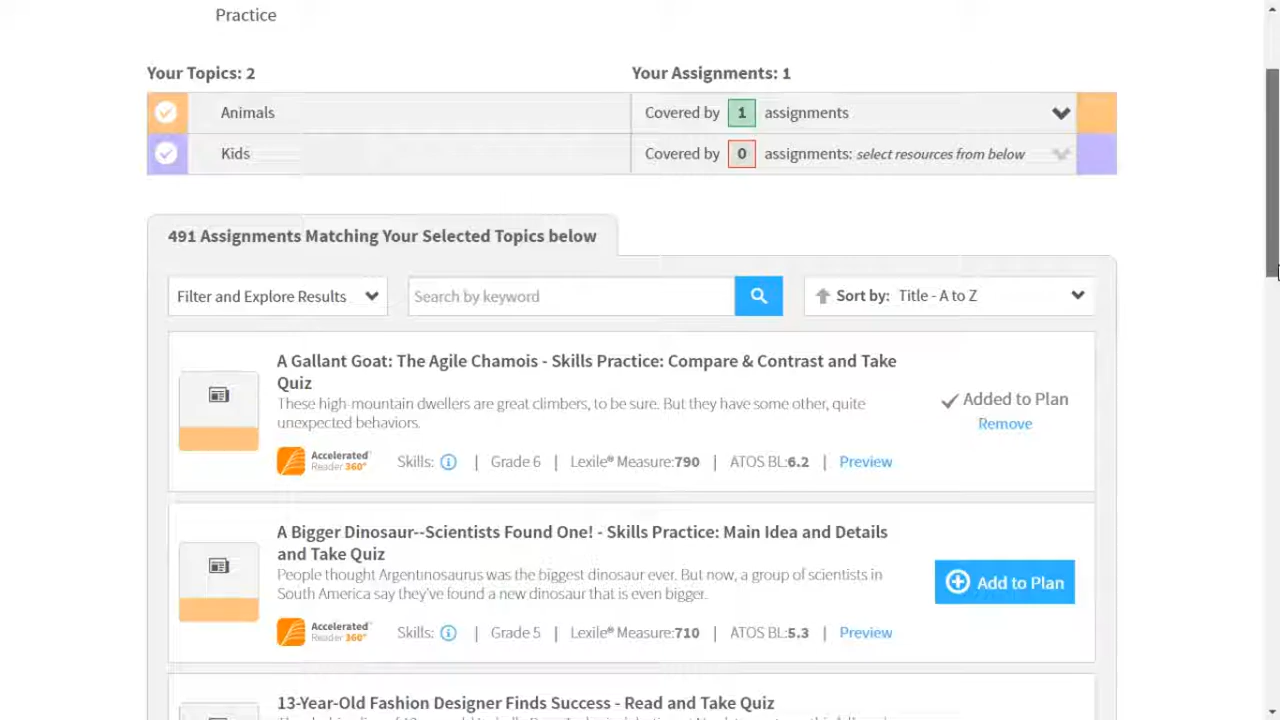 Practice
Your Topics: 2
Your Assignments: 1
Animals
Covered by 1 assignments
Kids
Covered by 0 assignments: select resources from below
491 Assignments Matching Your Selected Topics below
Filter and Explore Results
Search by keyword
Sort by: Title - A to Z
A Gallant Goat: The Agile Chamois - Skills Practice: Compare & Contrast and Take
Quiz
These high-mountain dwellers are great climbers, to be sure. But they have some other, quite
unexpected behaviors.
Added to Plan
Remove
Accelerated
Reader 360®
Skills: | Grade 6 | Lexile® Measure:790 | ATOS BL:6.2 | Preview
A Bigger Dinosaur--Scientists Found One! - Skills Practice: Main Idea and Details
and Take Quiz
People thought Argentinosaurus was the biggest dinosaur ever. But now, a group of scientists in
South America say they've found a new dinosaur that is even bigger.
Add to Plan
Accelerated
Reader 360®
Skills: | Grade 5 | Lexile® Measure:710 | ATOS BL:5.3 | Preview
13-Year-Old Fashion Designer Finds Success - Read and Take Quiz